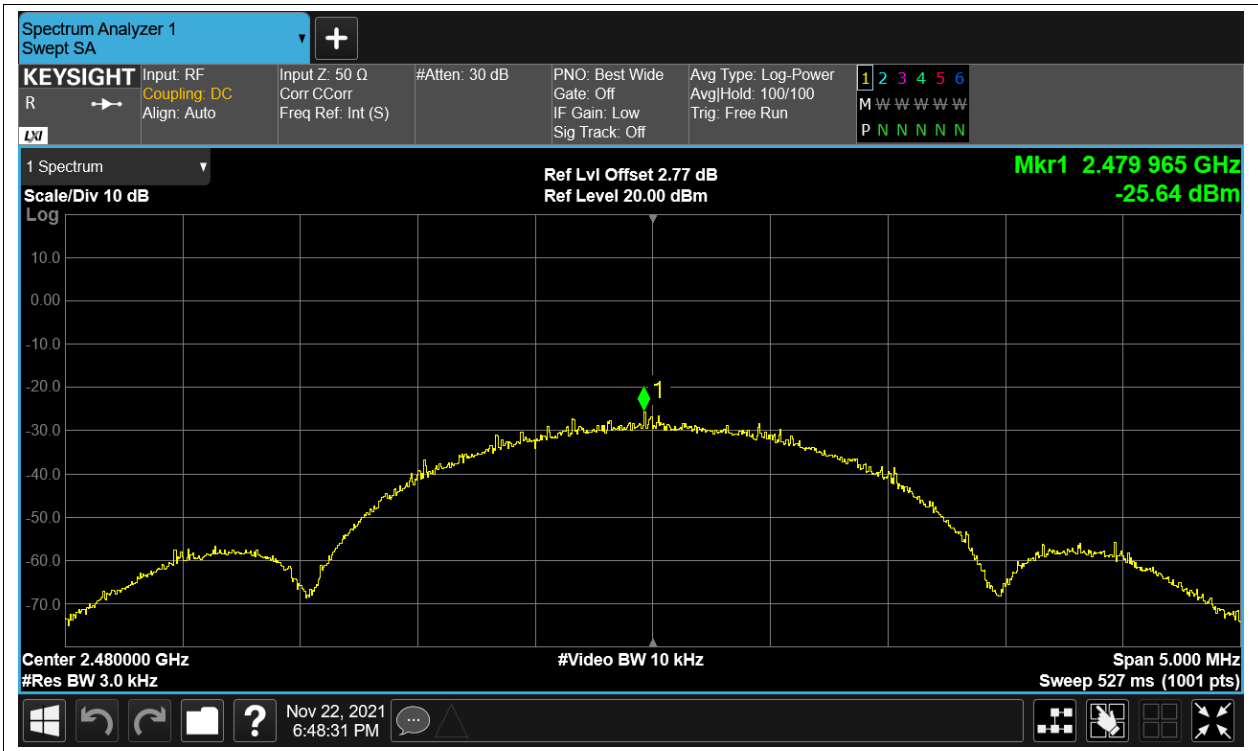 Spectrum Analyzer 1
Swept SA
+
KEYSIGHT
R
LXI
Input: RF
Coupling: DC
Align: Auto
Input Z: 50 Ω
Corr CCorr
Freq Ref: Int (S)
#Atten: 30 dB
PNO: Best Wide
Gate: Off
IF Gain: Low
Sig Track: Off
Avg Type: Log-Power
Avg|Hold: 100/100
Trig: Free Run
1 2 3 4 5 6
M W W W W W
P N N N N N
1 Spectrum
Scale/Div 10 dB
Log
Ref Lvl Offset 2.77 dB
Ref Level 20.00 dBm
Mkr1 2.479 965 GHz
-25.64 dBm
10.0
0.00
-10.0
-20.0
1
-30.0
-40.0
-50.0
-60.0
-70.0
Center 2.480000 GHz
#Video BW 10 kHz
Span 5.000 MHz
#Res BW 3.0 kHz
Sweep 527 ms (1001 pts)
?
Nov 22, 2021
6:48:31 PM